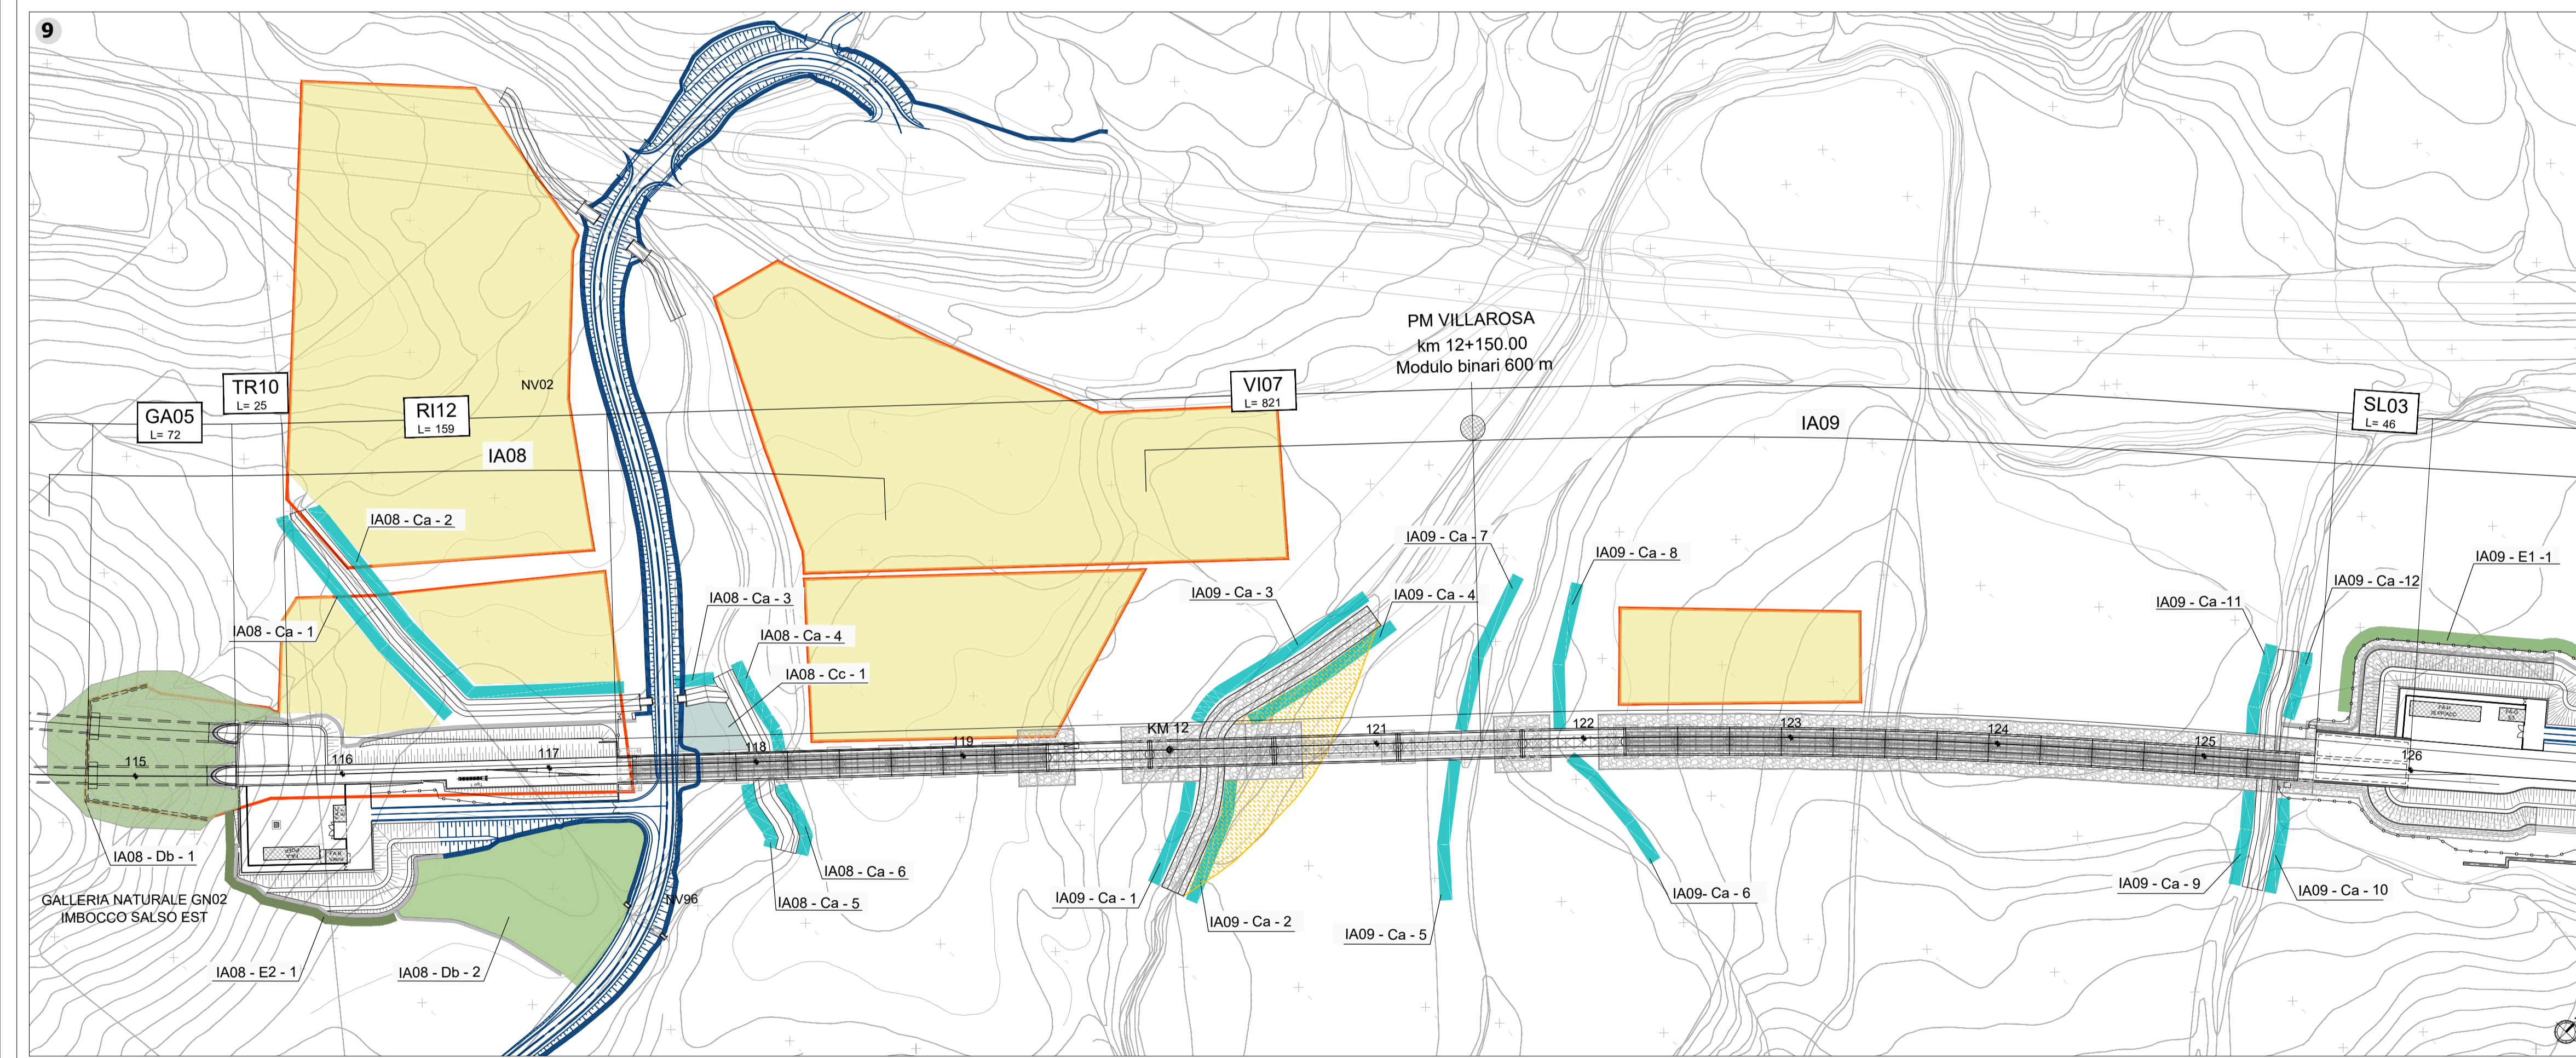 9
PM VILLAROSA
km 12+150.00
Modulo binari 600 m
TR10
L= 25
GA05
L= 72
RI12
L= 159
NV02
VI07
L= 821
SL03
L= 46
IA08
IA09
IA08 - Ca - 2
IA08 - Ca - 1
IA08 - Ca - 3
IA08 - Ca - 4
IA08 - Cc - 1
IA09 - Ca - 3
IA09 - Ca - 7
IA09 - Ca - 4
IA09 - Ca - 8
IA09 - E1 -1
IA09 - Ca -12
IA09 - Ca -11
KM 12
115
116
117
118
119
121
122
123
124
125
126
IA08 - Db - 1
GALLERIA NATURALE GN02
IMBOCCO SALSO EST
IA08 - E2 - 1
IA08 - Db - 2
NV96
IA08 - Ca - 6
IA08 - Ca - 5
IA09 - Ca - 1
IA09 - Ca - 2
IA09 - Ca - 5
IA09- Ca - 6
IA09 - Ca - 9
IA09 - Ca - 10